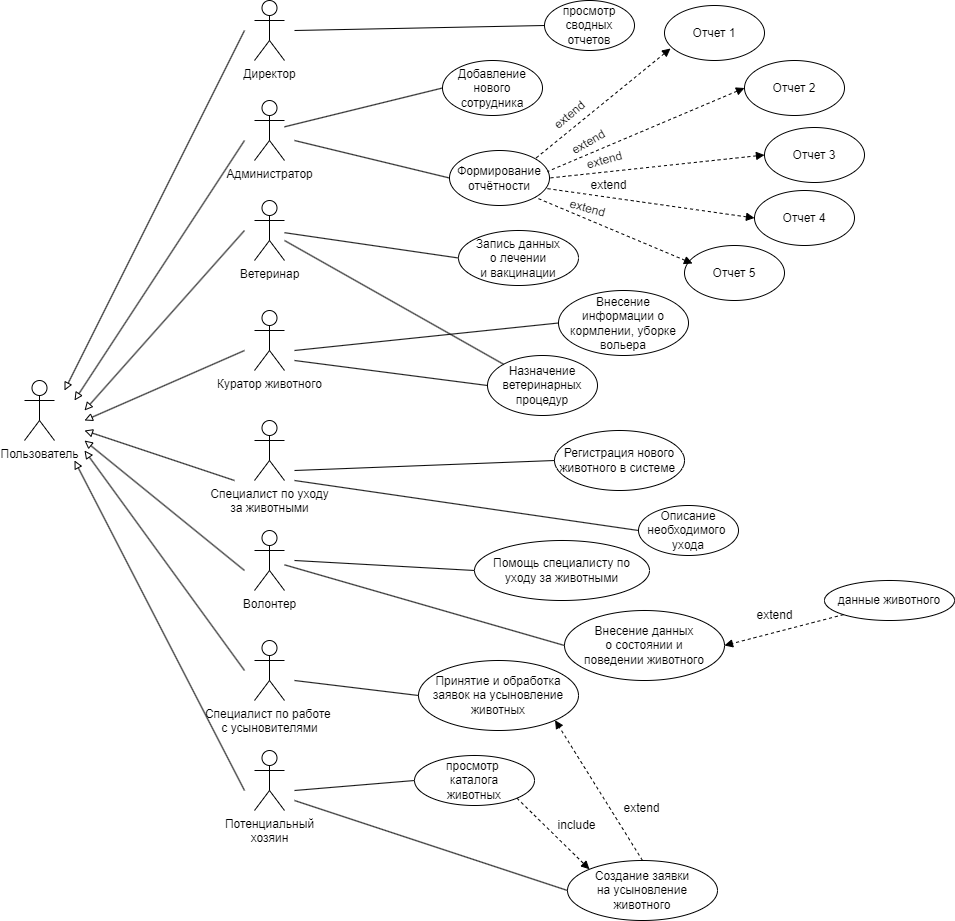 Директор
просмотр
сводных
отчетов
Отчет 1
Добавление
нового
сотрудника
Отчет 2
extend
extend
Администратор
Формирование
отчётности
extend
Отчет 3
extend
Отчет 4
extend
Ветеринар
Запись данных
о лечении
и вакцинации
Отчет 5
Внесение
информации о
кормлении, уборке
вольера
Куратор животного
Назначение
ветеринарных
процедур
Пользователь
Регистрация нового
животного в системе
Специалист по уходу
за животными
Описание
необходимого
ухода
Помощь специалисту по
уходу за животными
Волонтер
данные животного
extend
Внесение данных
о состоянии и
поведении животного
Принятие и обработка
заявок на усыновление
животных
Специалист по работе
с усыновителями
просмотр
каталога
животных
extend
include
Потенциальный
хозяин
Создание заявки
на усыновление
животного